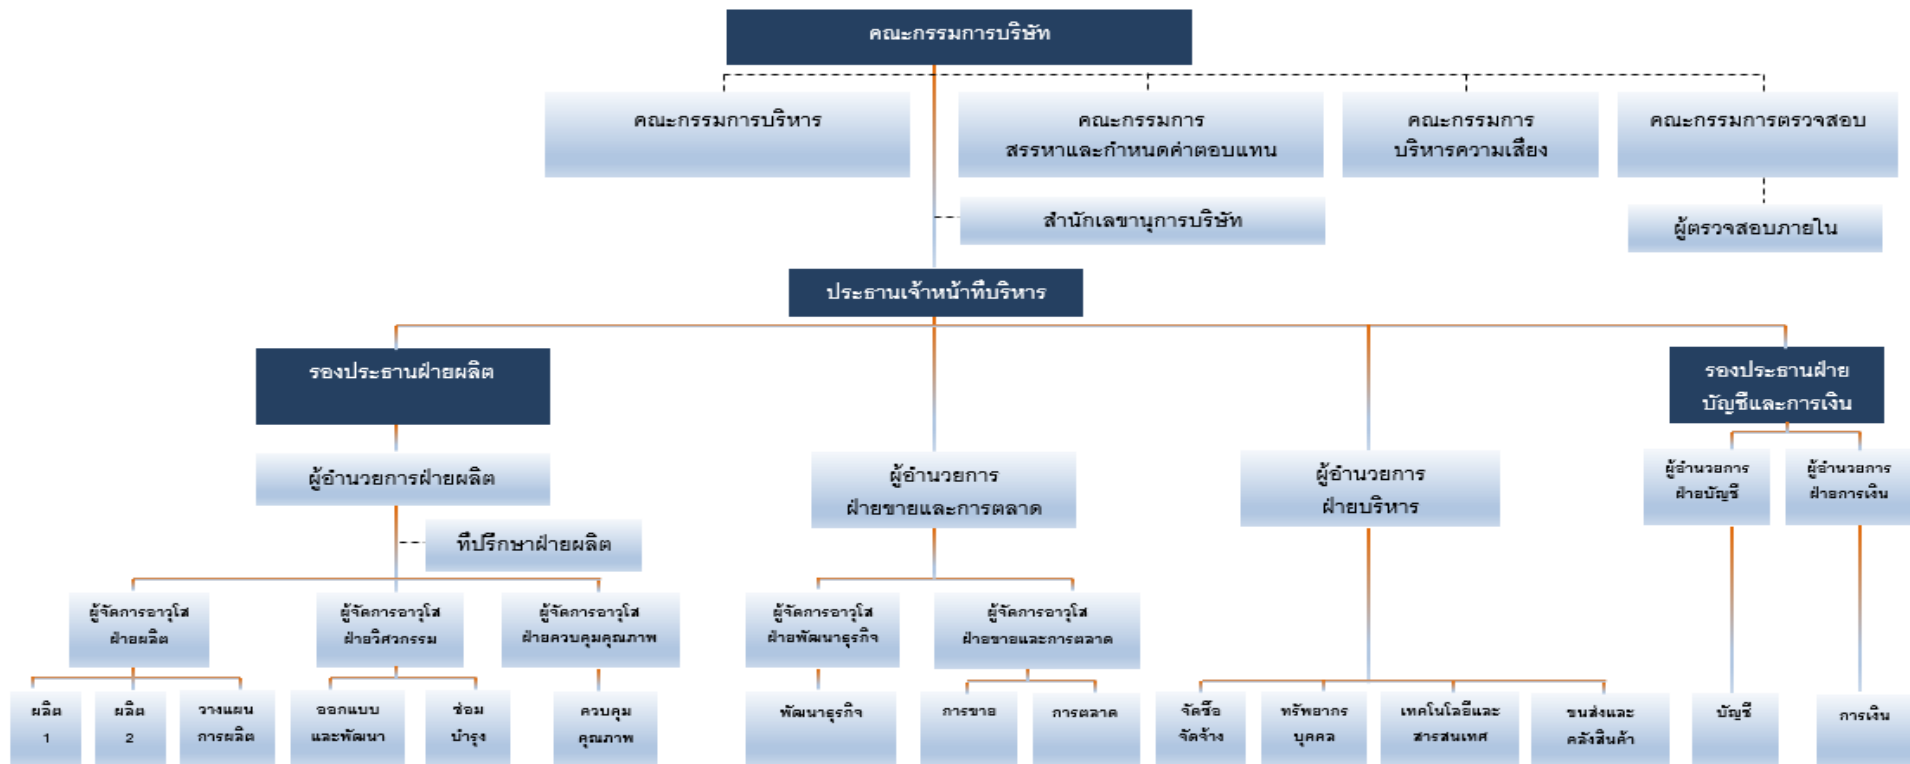 คณะกรรมการบริษัท
คณะกรรมการบริหาร
คณะกรรมการ
สรรหาและกำหนดค่าตอบแทน
คณะกรรมการ
บริหารความเสี่ยง
คณะกรรมการตรวจสอบ
สำนักเลขานุการบริษัท
ผู้ตรวจสอบภายใน
ประธานเจ้าหน้าที่บริหาร
รองประธานฝ่ายผลิต
รองประธานฝ่าย
บัญชีและการเงิน
ผู้อำนวยการฝ่ายผลิต
ผู้อำนวยการ
ฝ่ายขายและการตลาด
ผู้อำนวยการ
ฝ่ายบริหาร
ผู้อำนวยการ
ฝ่ายบัญชี
ผู้อำนวยการ
ฝ่ายการเงิน
ที่ปรึกษาฝ่ายผลิต
ผู้จัดการอาวุโส
ฝ่ายผลิต
ผู้จัดการอาวุโส
ฝ่ายวิศวกรรม
ผู้จัดการอาวุโส
ฝ่ายควบคุมคุณภาพ
ผู้จัดการอาวุโส
ฝ่ายพัฒนาธุรกิจ
ผู้จัดการอาวุโส
ฝ่ายขายและการตลาด
ผลิต
1
ผลิต
2
วางแผน
การผลิต
ออกแบบ
และพัฒนา
ซ่อม
บำรุง
ควบคุม
คุณภาพ
พัฒนาธุรกิจ
การขาย
การตลาด
จัดซื้อ
จัดจ้าง
ทรัพยากร
บุคคล
เทคโนโลยีและ
สารสนเทศ
ขนส่งและ
คลังสินค้า
บัญชี
การเงิน